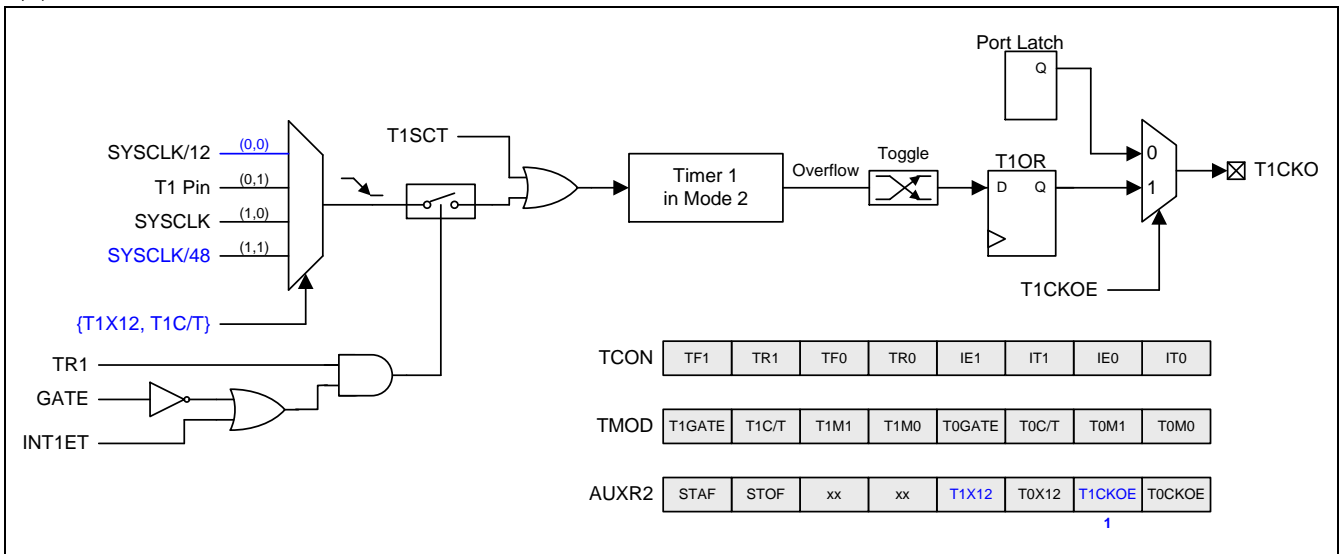 Port Latch
Q
T1SCT
SYSCLK/12 (0,0)
T1 Pin (0,1)
SYSCLK (1,0)
SYSCLK/48 (1,1)
Timer 1
in Mode 2
Overflow
Toggle
T1OR
D Q
0
1
T1CKO
T1CKOE
{T1X12, T1C/T}
TR1
GATE
INT1ET
TCON TF1 TR1 TF0 TR0 IE1 IT1 IE0 IT0
TMOD T1GATE T1C/T T1M1 T1M0 T0GATE T0C/T T0M1 T0M0
AUXR2 STAF STOF xx xx T1X12 T0X12 T1CKOE T0CKOE
1